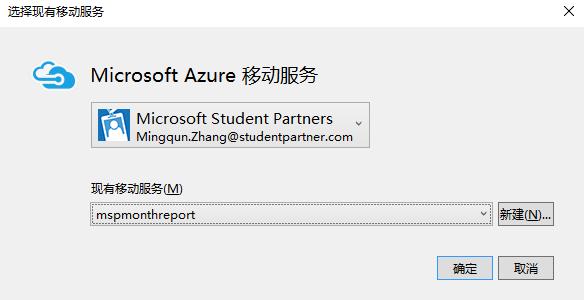 选择现有移动服务
Microsoft Azure 移动服务
Microsoft Student Partners
Mingqun.Zhang@studentpartner.com
现有移动服务(M)
mspmonthreport
新建(N)...
确定
取消